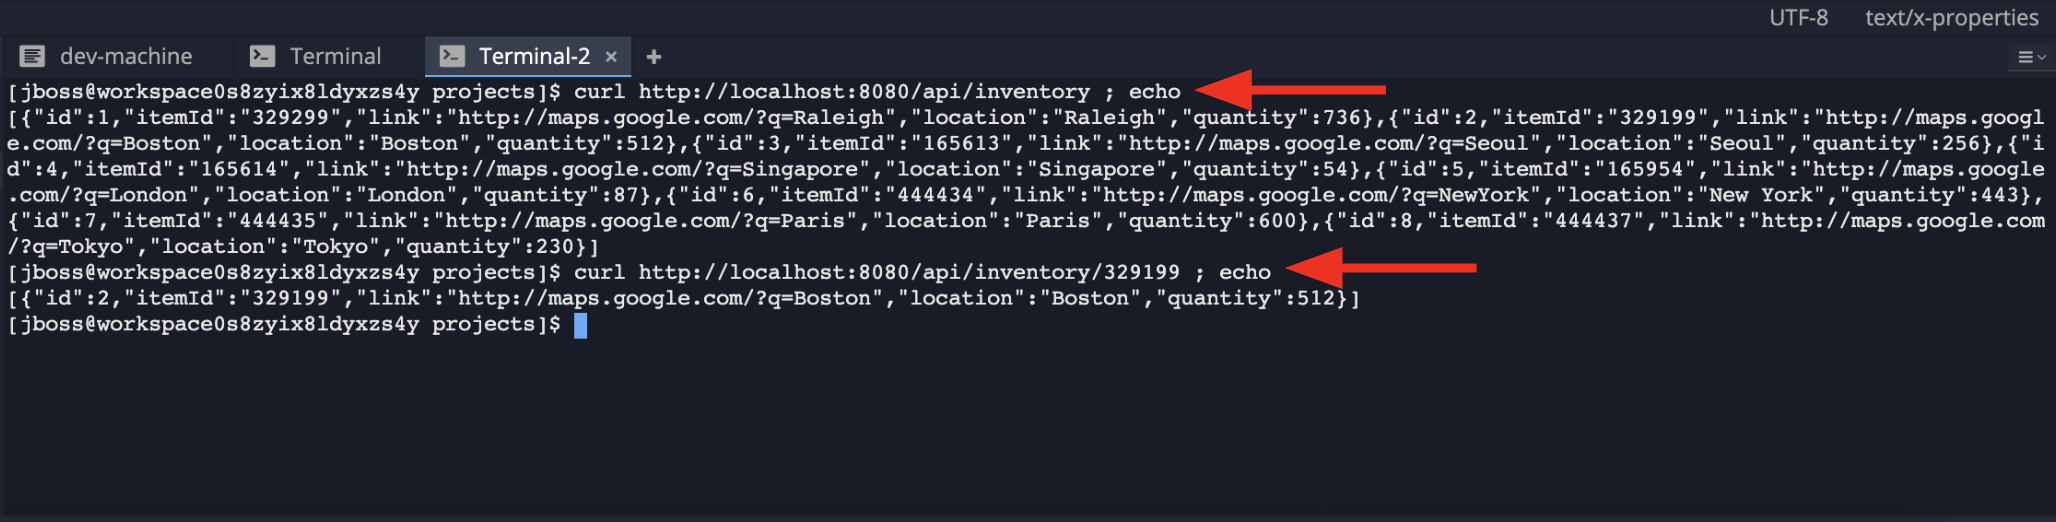 UTF-8 text/x-properties
dev-machine Terminal Terminal-2 × +
[jboss@workspace0s8zyix8ldyxzs4y projects]$ curl http://localhost:8080/api/inventory ; echo
[{"id":1,"itemId":"329299","link":"http://maps.google.com/?q=Raleigh","location":"Raleigh","quantity":736},{"id":2,"itemId":"329199","link":"http://maps.googl
e.com/?q=Boston","location":"Boston","quantity":512},{"id":3,"itemId":"165613","link":"http://maps.google.com/?q=Seoul","location":"Seoul","quantity":256},{"i
d":4,"itemId":"165614","link":"http://maps.google.com/?q=Singapore","location":"Singapore","quantity":54},{"id":5,"itemId":"165954","link":"http://maps.google
.com/?q=London","location":"London","quantity":87},{"id":6,"itemId":"444434","link":"http://maps.google.com/?q=NewYork","location":"New York","quantity":443},
{"id":7,"itemId":"444435","link":"http://maps.google.com/?q=Paris","location":"Paris","quantity":600},{"id":8,"itemId":"444437","link":"http://maps.google.com
/?q=Tokyo","location":"Tokyo","quantity":230}]
[jboss@workspace0s8zyix8ldyxzs4y projects]$ curl http://localhost:8080/api/inventory/329199 ; echo
[{"id":2,"itemId":"329199","link":"http://maps.google.com/?q=Boston","location":"Boston","quantity":512}]
[jboss@workspace0s8zyix8ldyxzs4y projects]$